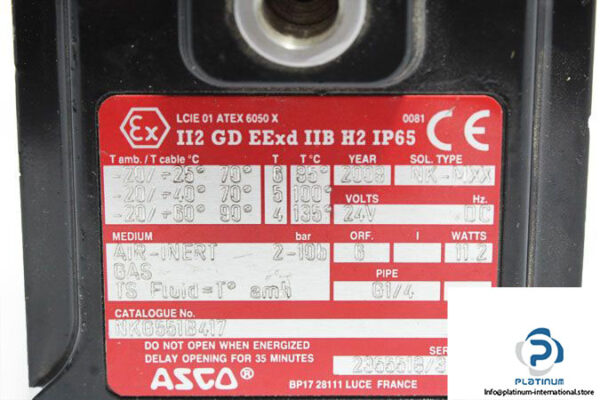 LCIE 01 ATEX 6050 X
0081 CE
Ex II2 GD EExd IIB H2 IP65
T amb. / T cable °C T T °C YEAR SOL. TYPE
-20/ +25° 70° 6 85° 2008 NK-MXX
-20/ +40° 70° 5 100° VOLTS Hz.
-20/ +60° 90° 4 135° 24V DC
MEDIUM bar ORF. I WATTS
AIR-INERT 2-10b 6 11.2
GAS PIPE
TS Fluid=T° amb G1/4
CATALOGUE No.
NKG551B417
DO NOT OPEN WHEN ENERGIZED
DELAY OPENING FOR 35 MINUTES
SER
ASCO®
BP17 28111 LUCE FRANCE
PLATINUM
INTERNATIONAL
Info@platinum-international.store